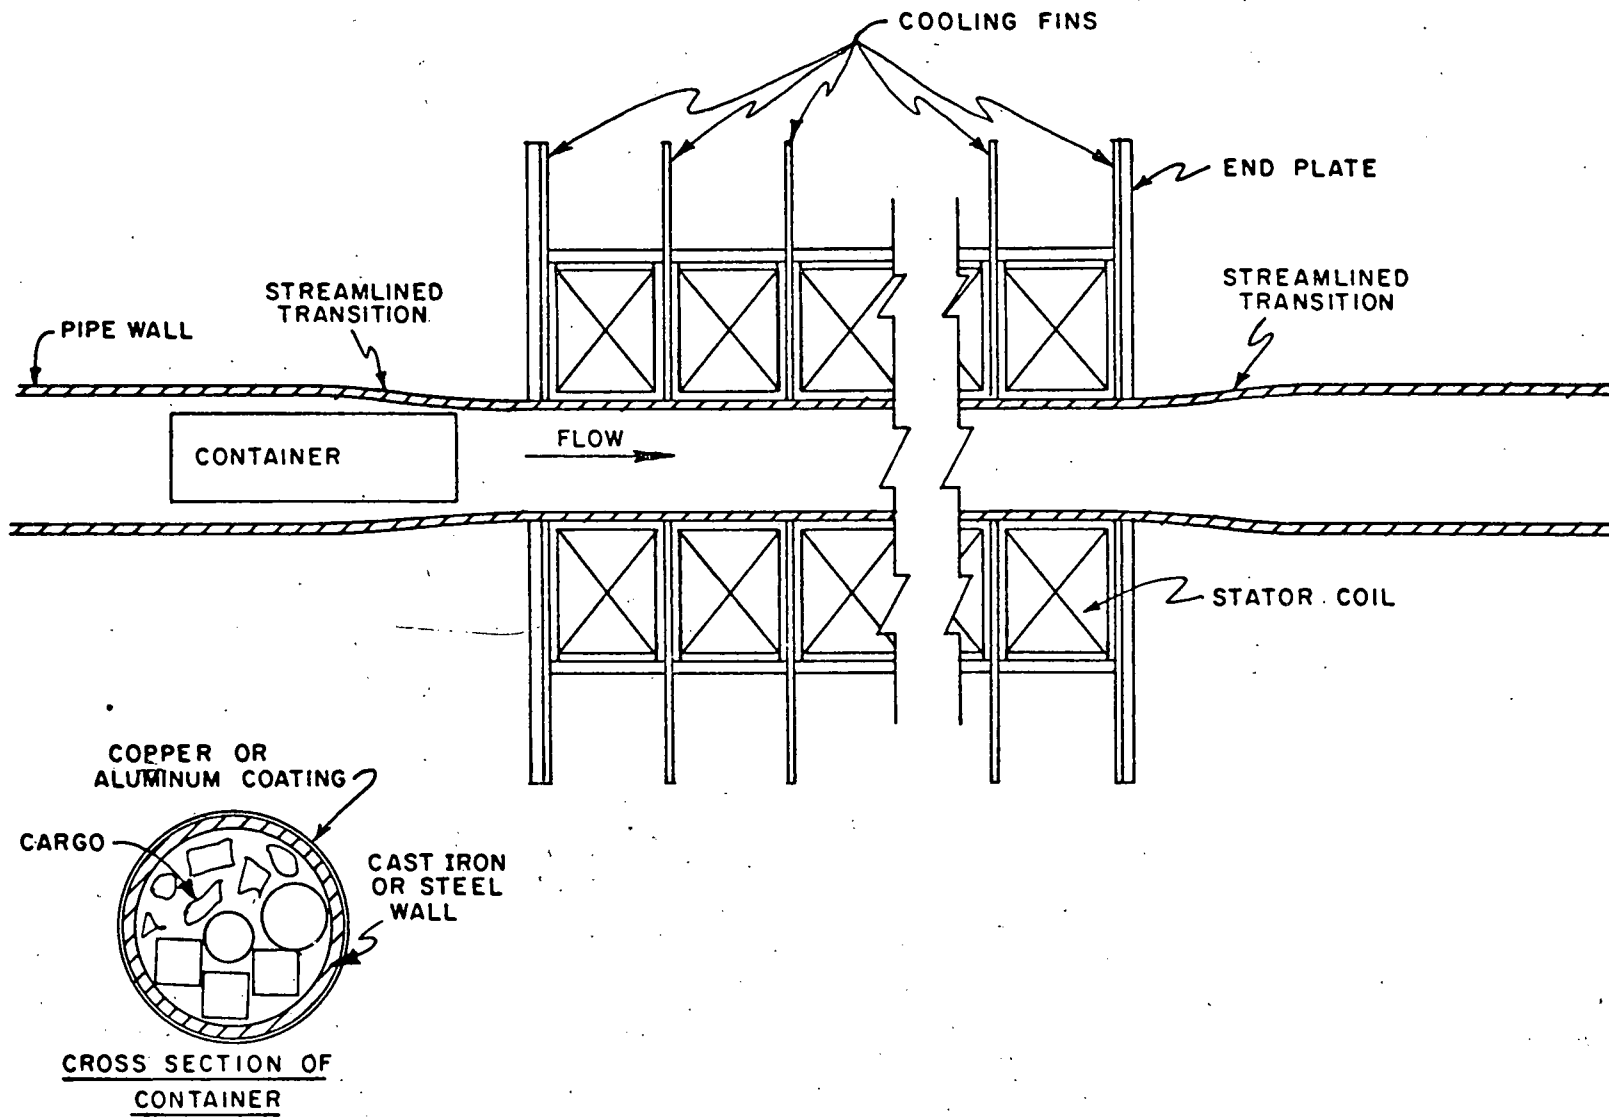 COOLING FINS
END PLATE
STREAMLINED
TRANSITION
STREAMLINED
TRANSITION
PIPE WALL
FLOW
CONTAINER
STATOR COIL
COPPER OR
ALUMINUM COATING
CARGO
CAST IRON
OR STEEL
WALL
CROSS SECTION OF
CONTAINER